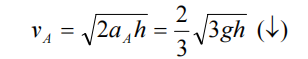 v_A = √(2a_A h) = 2/3 √(3gh) (↓)